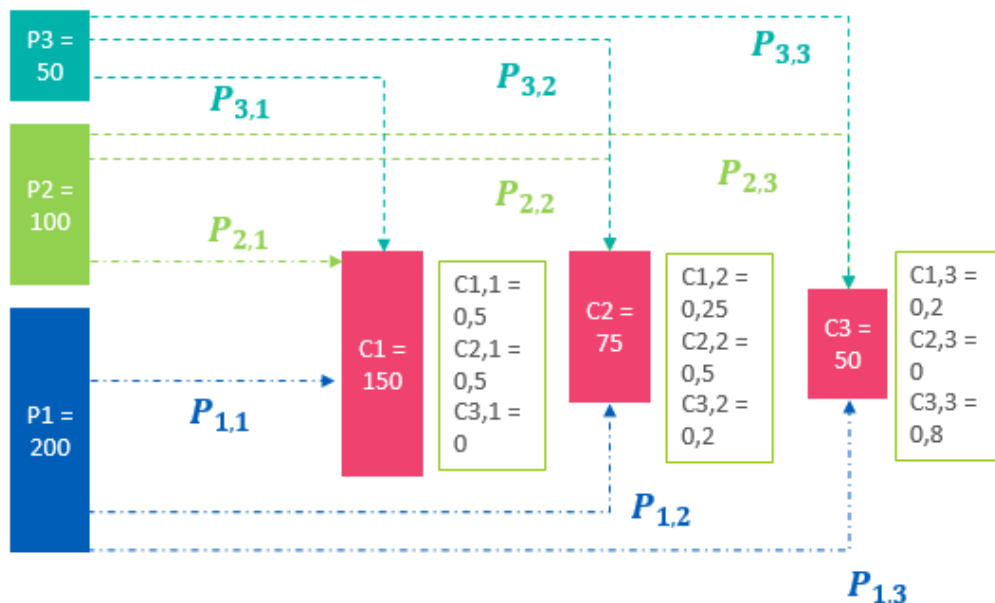 P3 =
50
P3,3
P3,2
P3,1
P2 =
100
P2,3
P2,2
P2,1
C1 =
150
C1,1 =
0,5
C2,1 =
0,5
C3,1 =
0
C2 =
75
C1,2 =
0,25
C2,2 =
0,5
C3,2 =
0,2
C3 =
50
C1,3 =
0,2
C2,3 =
0
C3,3 =
0,8
P1 =
200
P1,1
P1,2
P1,3